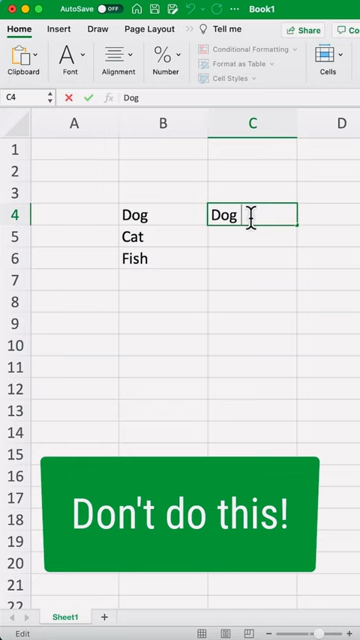 AutoSave OFF Book1
Home Insert Draw Page Layout Tell me Share Co
Clipboard Font Alignment Number Conditional Formatting Format as Table Cell Styles Cells
C4 fx Dog
A B C D
1
2
3
4 Dog Dog
5 Cat
6 Fish
7
8
9
10
11
12
13
14
15
16
17
18
19
20
21
22
Don't do this!
Sheet1 +
Edit